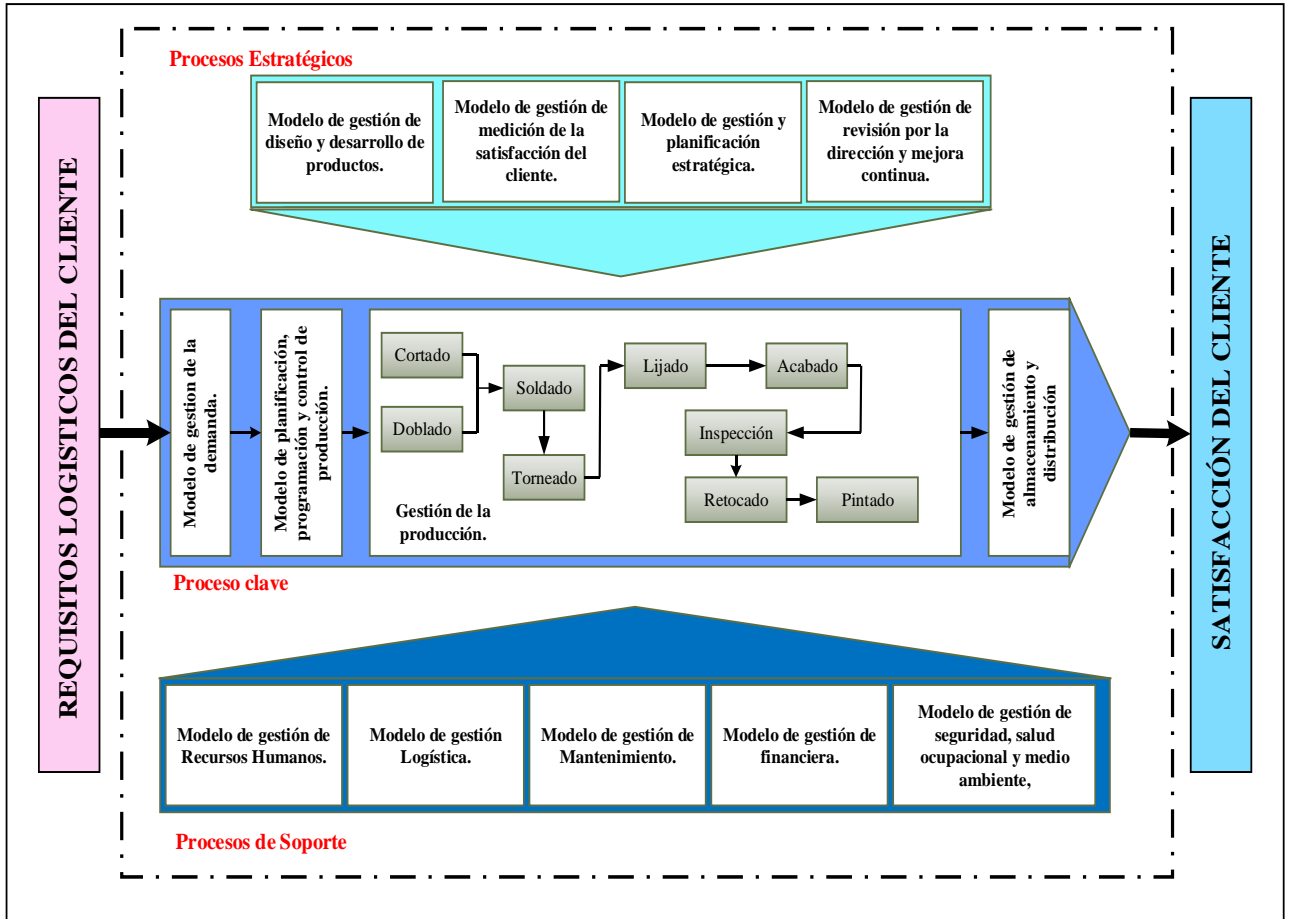 REQUISITOS LOGISTICOS DEL CLIENTE
Procesos Estratégicos
Modelo de gestión de
diseño y desarrollo de
productos.
Modelo de gestión de
medición de la
satisfacción del
cliente.
Modelo de gestión y
planificación
estratégica.
Modelo de gestión de
revisión por la
dirección y mejora
continua.
Modelo de gestion de la
demanda.
Modelo de planificación,
programación y control de
producción.
Cortado
Doblado
Soldado
Torneado
Lijado
Acabado
Inspección
Retocado
Pintado
Gestión de la
producción.
Modelo de gestión de
almacenamiento y
distribución
Proceso clave
Modelo de gestión de
Recursos Humanos.
Modelo de gestión
Logística.
Modelo de gestión de
Mantenimiento.
Modelo de gestión de
financiera.
Modelo de gestión de
seguridad, salud
ocupacional y medio
ambiente,
Procesos de Soporte
SATISFACCIÓN DEL CLIENTE